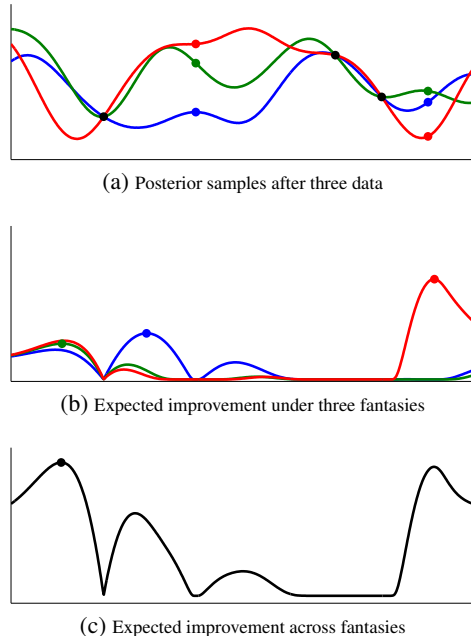 (a) Posterior samples after three data
(b) Expected improvement under three fantasies
(c) Expected improvement across fantasies